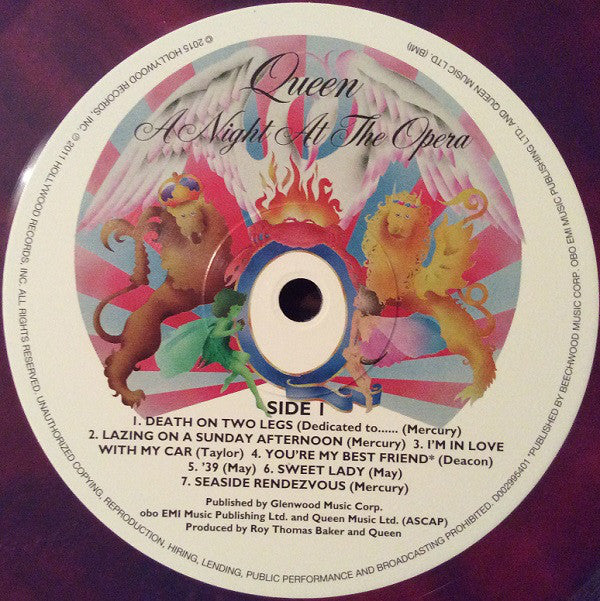 Queen
A Night At The Opera
SIDE 1
1. DEATH ON TWO LEGS (Dedicated to...... (Mercury)
2. LAZING ON A SUNDAY AFTERNOON (Mercury) 3. I'M IN LOVE
WITH MY CAR (Taylor) 4. YOU'RE MY BEST FRIEND* (Deacon)
5. '39 (May) 6. SWEET LADY (May)
7. SEASIDE RENDEZVOUS (Mercury)
Published by Glenwood Music Corp.
obo EMI Music Publishing Ltd. and Queen Music Ltd. (ASCAP)
Produced by Roy Thomas Baker and Queen
℗ 2015 HOLLYWOOD RECORDS, INC. © 2011 HOLLYWOOD RECORDS, INC. ALL RIGHTS RESERVED. UNAUTHORIZED COPYING, REPRODUCTION, HIRING, LENDING, PUBLIC PERFORMANCE AND BROADCASTING PROHIBITED. D002995401 *PUBLISHED BY BEECHWOOD MUSIC CORP. OBO EMI MUSIC PUBLISHING LTD. AND QUEEN MUSIC LTD. (BMI)